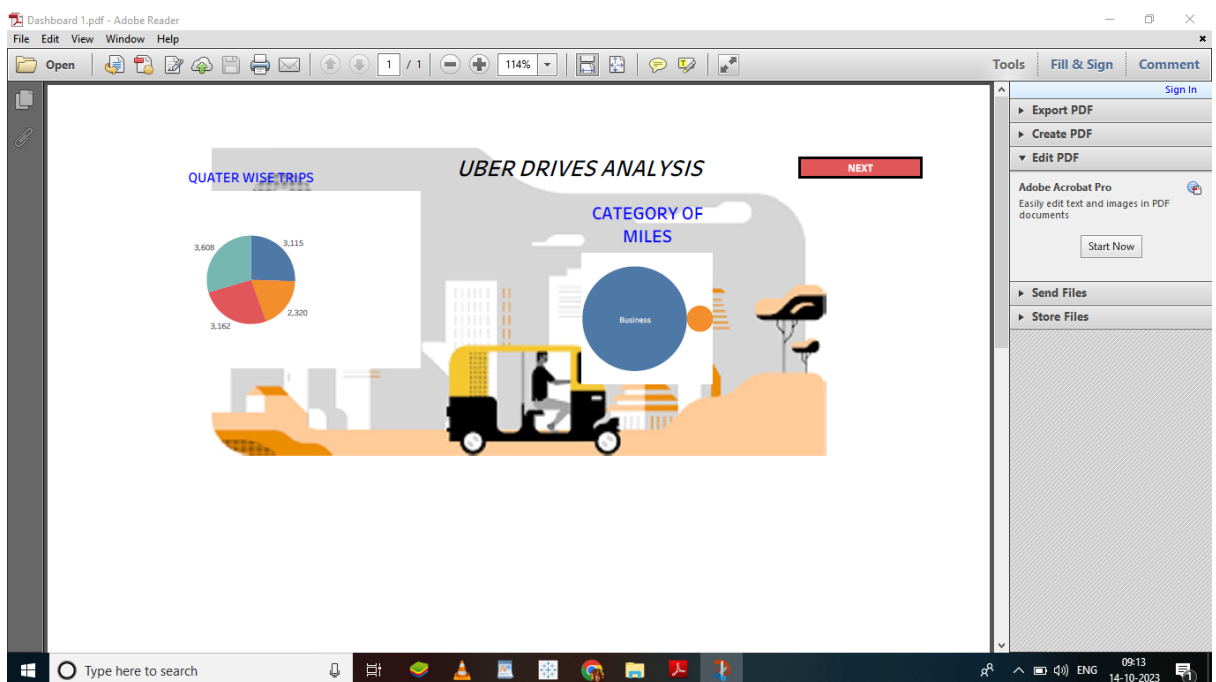 Dashboard 1.pdf - Adobe Reader
File Edit View Window Help
Open 1 / 1 114% Tools Fill & Sign Comment
Sign In
Export PDF
Create PDF
Edit PDF
Adobe Acrobat Pro
Easily edit text and images in PDF
documents
Start Now
Send Files
Store Files
UBER DRIVES ANALYSIS
NEXT
QUATER WISE TRIPS
3,608
3,115
2,320
3,162
CATEGORY OF
MILES
Business
Type here to search
ENG
09:13
14-10-2023
1